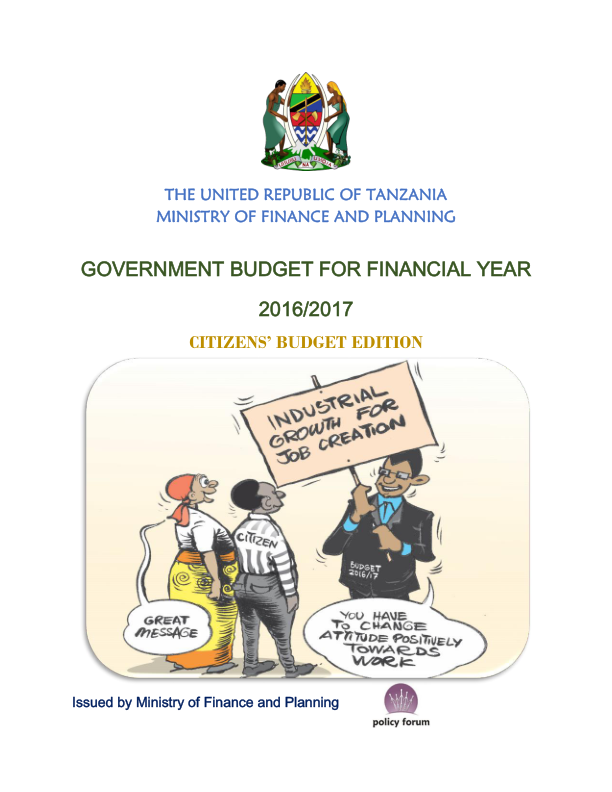 THE UNITED REPUBLIC OF TANZANIA
MINISTRY OF FINANCE AND PLANNING
GOVERNMENT BUDGET FOR FINANCIAL YEAR
2016/2017
CITIZENS' BUDGET EDITION
INDUSTRIAL
GROWTH FOR
JOB CREATION
CITIZEN
BUDGET
2016/17
GREAT
MESSAGE
YOU HAVE
TO CHANGE
ATTITUDE POSITIVELY
TOWARDS
WORK
Issued by Ministry of Finance and Planning
policy forum